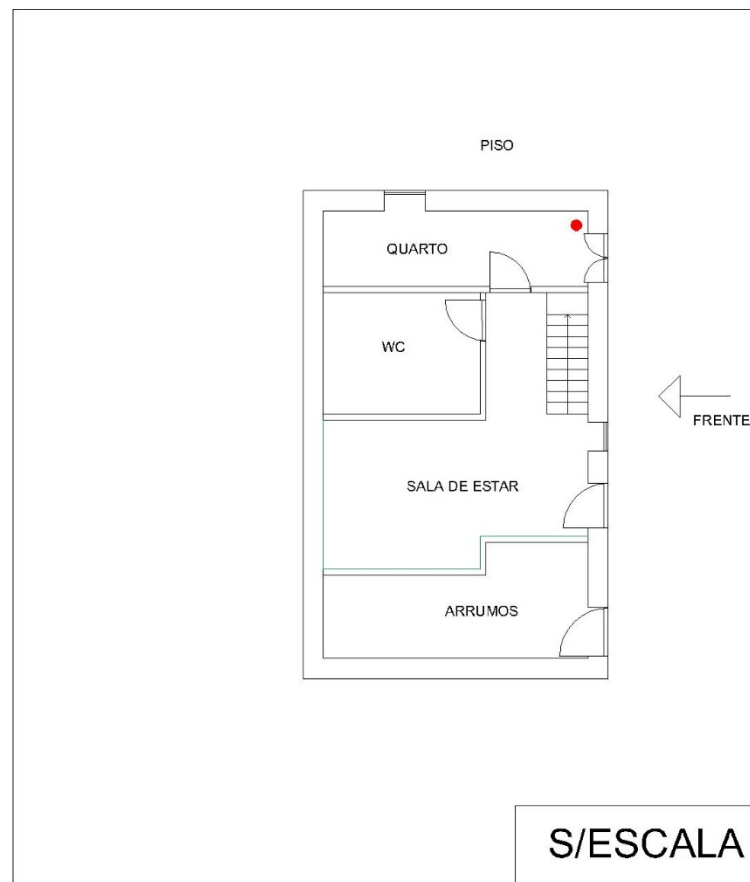 PISO
QUARTO
WC
FRENTE
SALA DE ESTAR
ARRUMOS
S/ESCALA